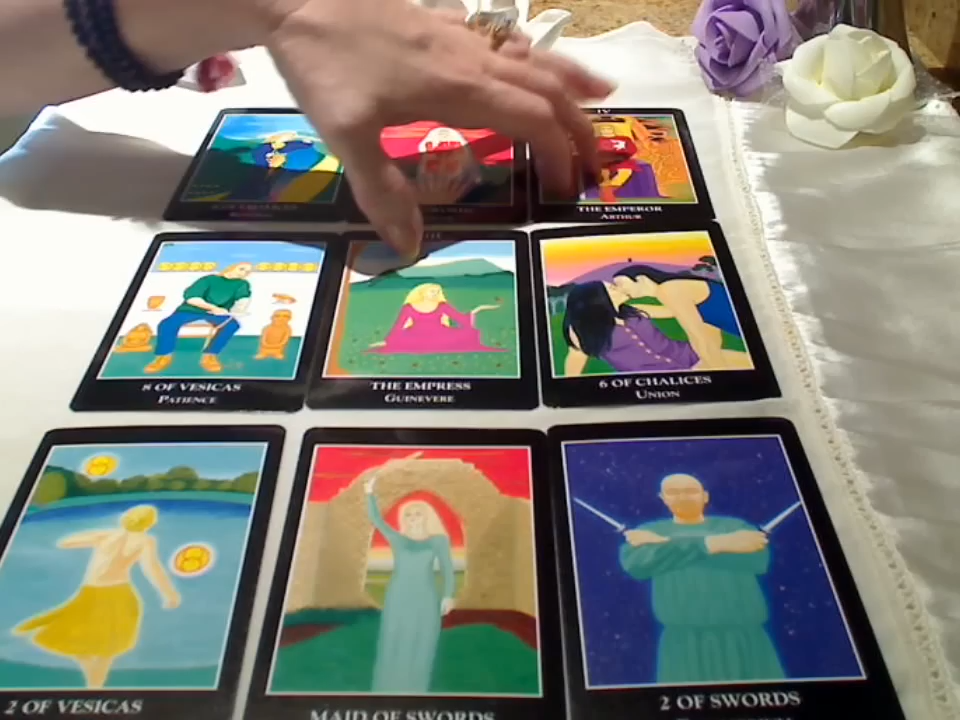 IV
THE EMPEROR
ARTHUR
8 OF VESICAS
PATIENCE
THE EMPRESS
GUINEVERE
6 OF CHALICES
UNION
2 OF VESICAS
MAID OF SWORDS
2 OF SWORDS